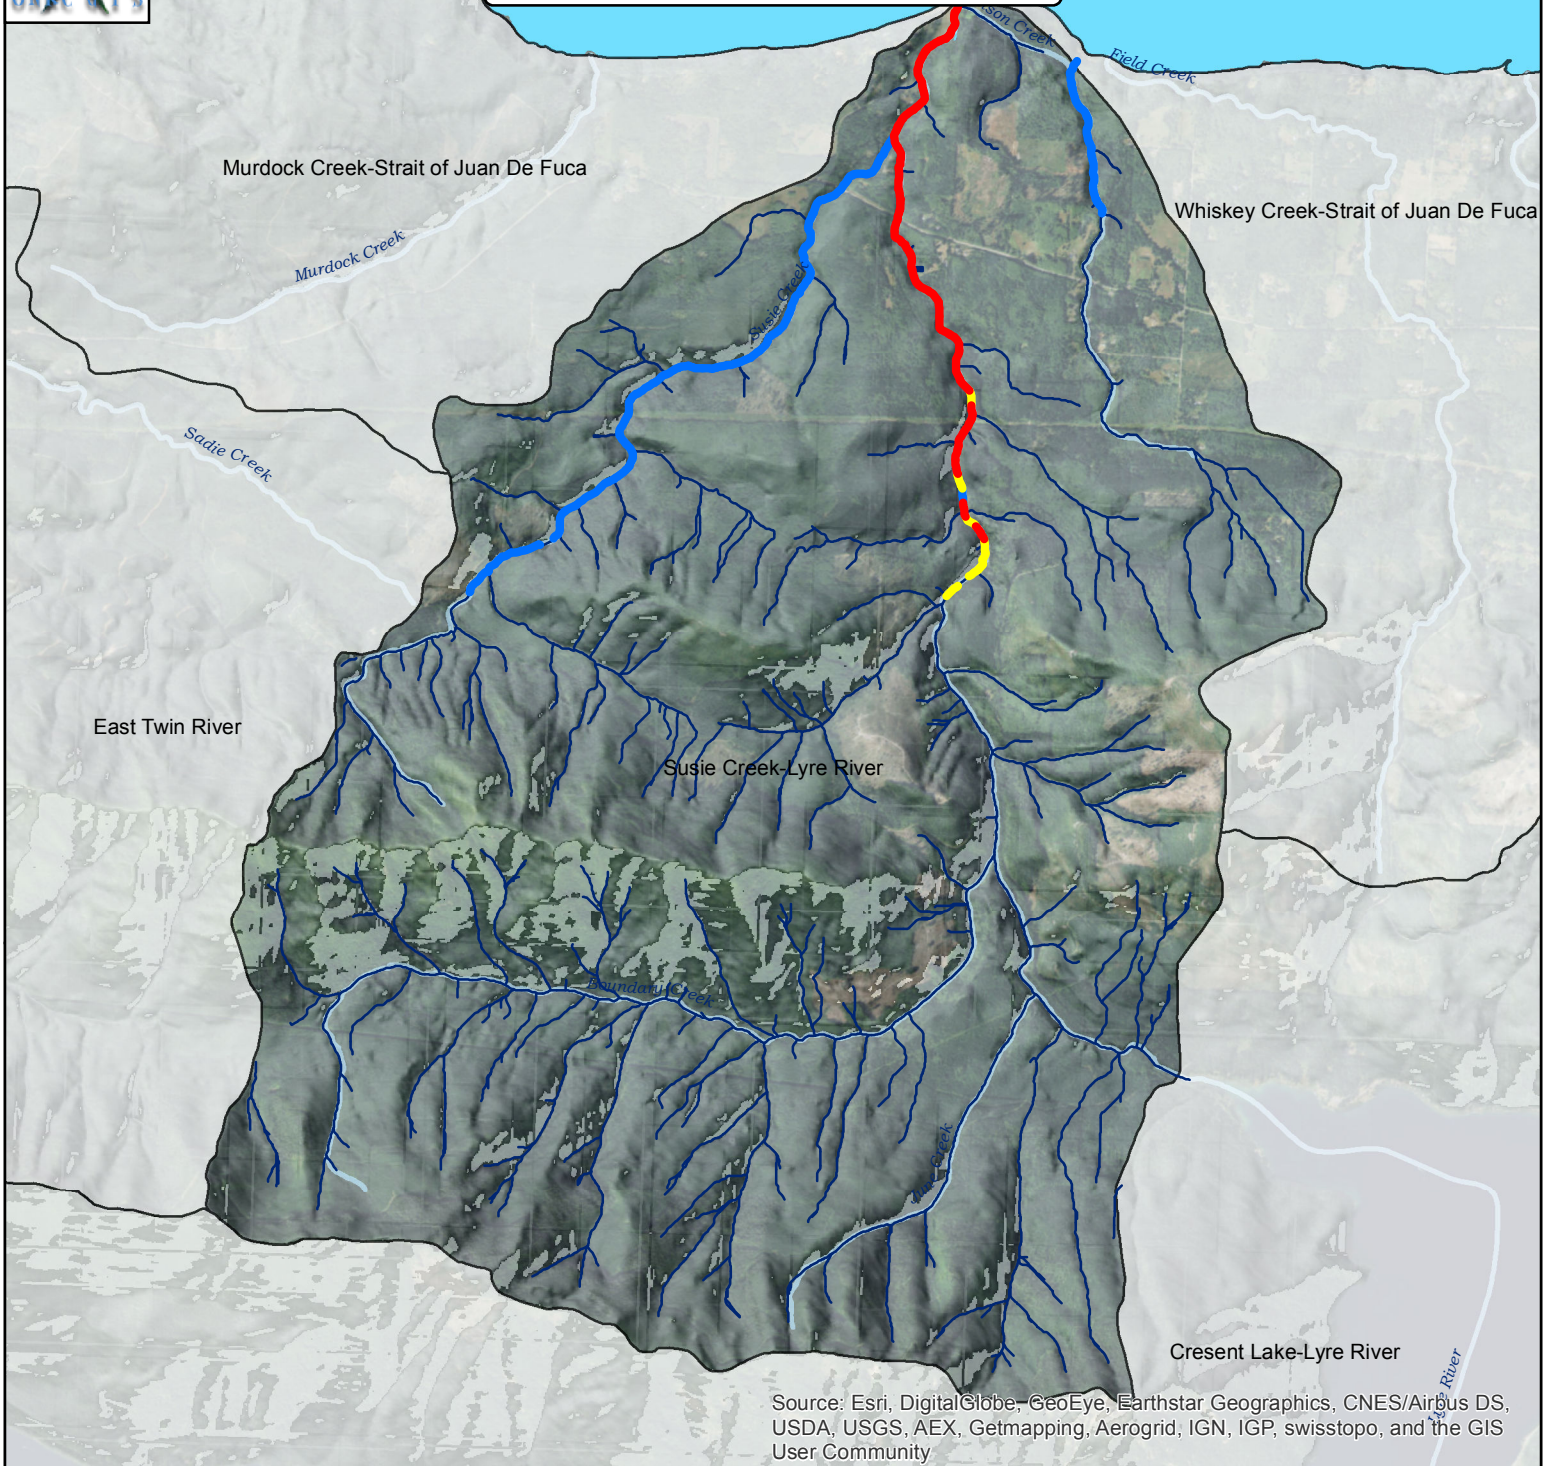 Field Creek
Murdock Creek-Strait of Juan De Fuca
Whiskey Creek-Strait of Juan De Fuca
Murdock Creek
Susie Creek
Sadie Creek
East Twin River
Susie Creek-Lyre River
Boundary Creek
Creek
Cresent Lake-Lyre River
Lyre River
Source: Esri, DigitalGlobe, GeoEye, Earthstar Geographics, CNES/Airbus DS,
USDA, USGS, AEX, Getmapping, Aerogrid, IGN, IGP, swisstopo, and the GIS
User Community